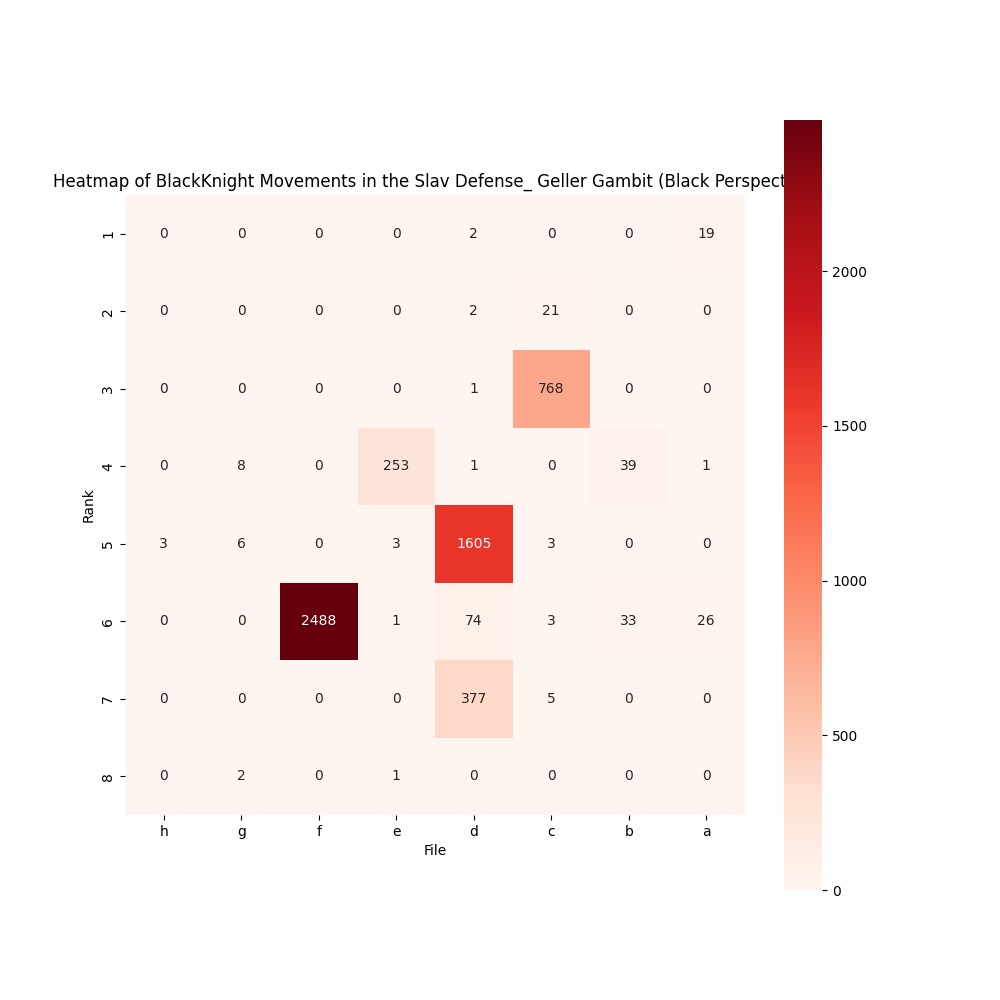 Heatmap of BlackKnight Movements in the Slav Defense_ Geller Gambit (Black Perspect
1 0 0 0 0 2 0 0 19
2000
2 0 0 0 0 2 21 0 0
3 0 0 0 0 1 768 0 0
1500
4 0 8 0 253 1 0 39 1
Rank
5 3 6 0 3 1605 3 0 0
1000
6 0 0 2488 1 74 3 33 26
7 0 0 0 0 377 5 0 0
500
8 0 2 0 1 0 0 0 0
h g f e d c b a
File
0